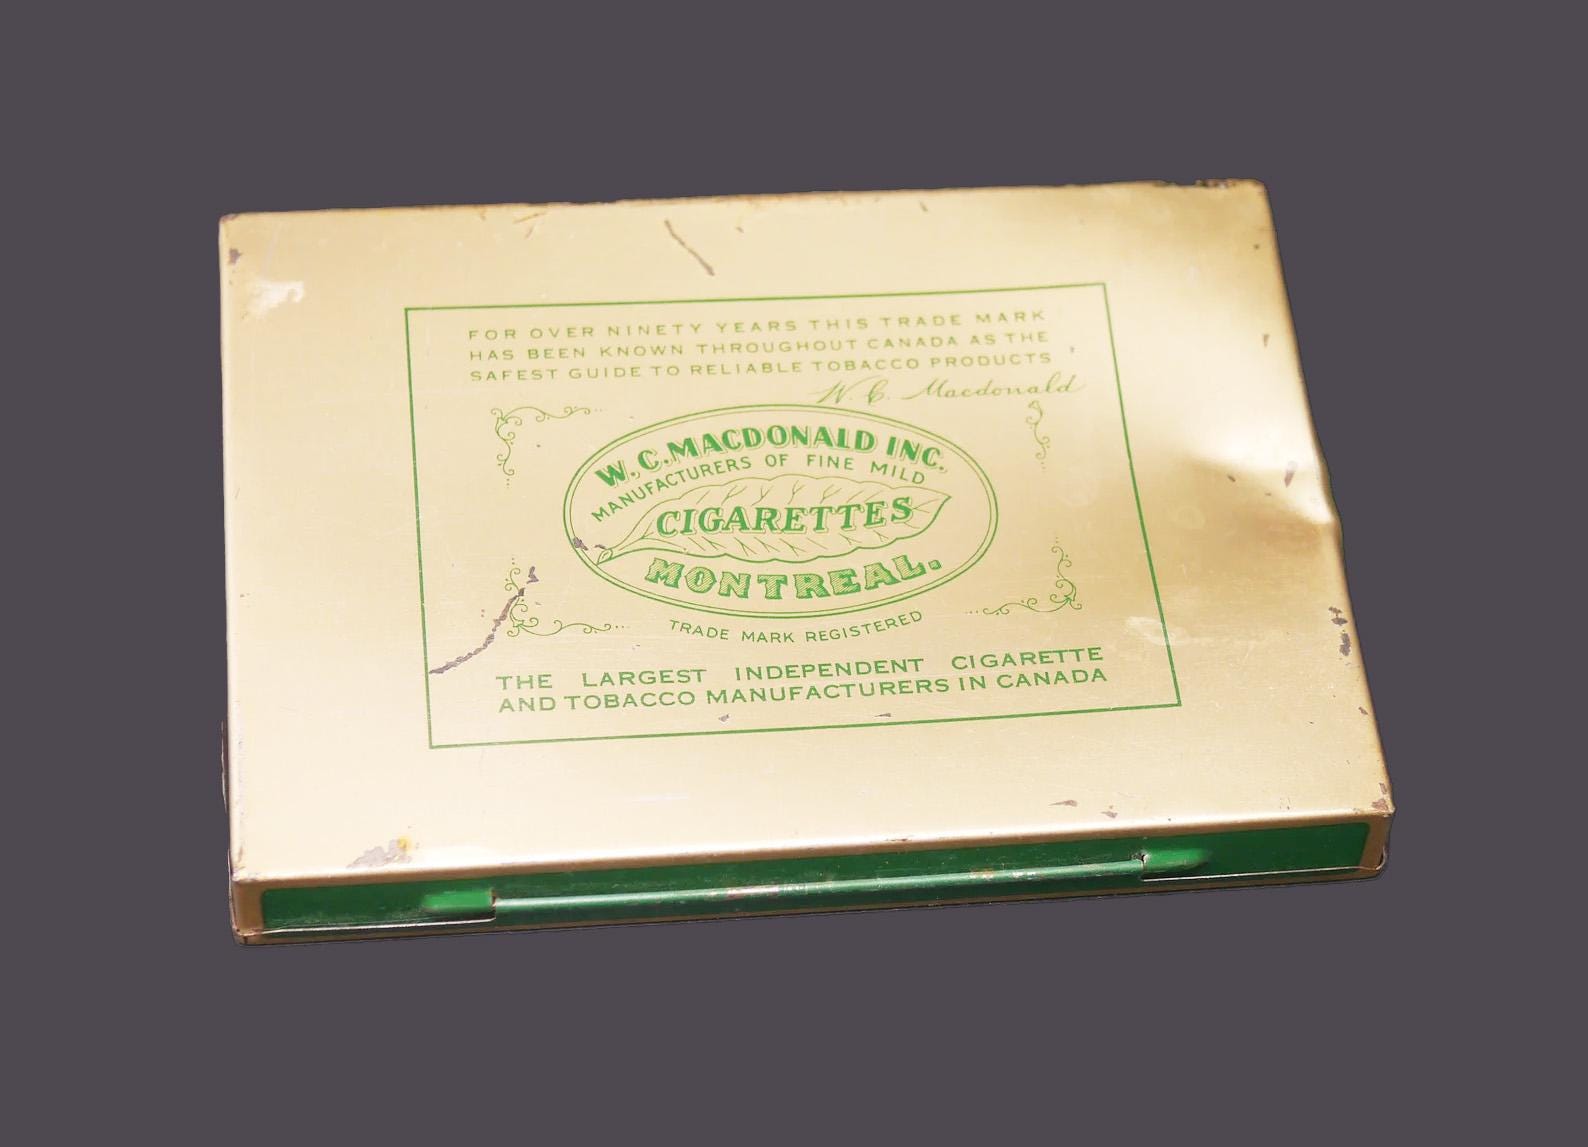 FOR OVER NINETY YEARS THIS TRADE MARK
HAS BEEN KNOWN THROUGHOUT CANADA AS THE
SAFEST GUIDE TO RELIABLE TOBACCO PRODUCTS
W. C. Macdonald
W. C. MACDONALD INC.
MANUFACTURERS OF FINE MILD
CIGARETTES
MONTREAL.
TRADE MARK REGISTERED
THE LARGEST INDEPENDENT CIGARETTE
AND TOBACCO MANUFACTURERS IN CANADA